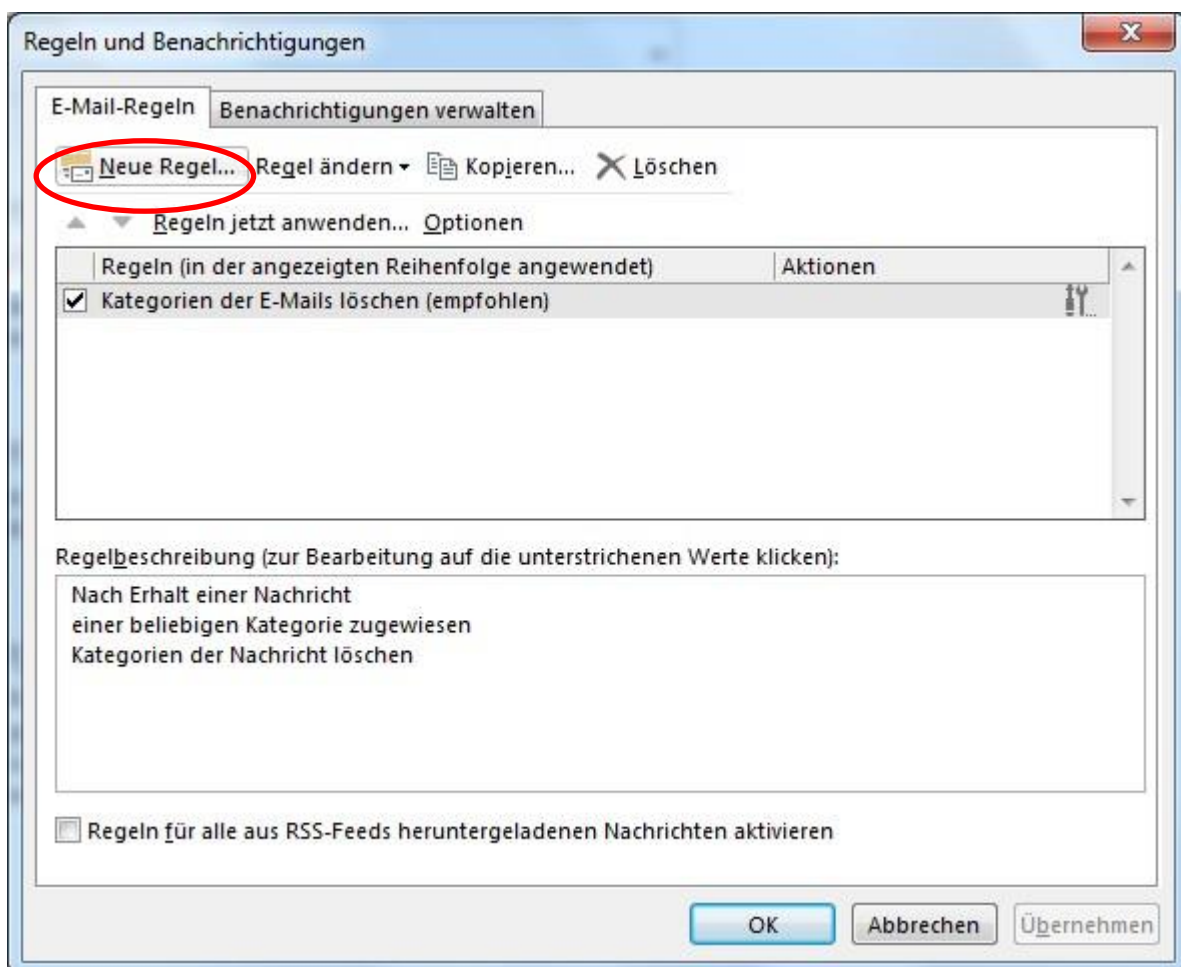 Regeln und Benachrichtigungen
E-Mail-Regeln Benachrichtigungen verwalten
Neue Regel... Regel ändern Kopieren... Löschen
Regeln jetzt anwenden... Optionen
Regeln (in der angezeigten Reihenfolge angewendet) Aktionen
Kategorien der E-Mails löschen (empfohlen)
Regelbeschreibung (zur Bearbeitung auf die unterstrichenen Werte klicken):
Nach Erhalt einer Nachricht
einer beliebigen Kategorie zugewiesen
Kategorien der Nachricht löschen
Regeln für alle aus RSS-Feeds heruntergeladenen Nachrichten aktivieren
OK Abbrechen Übernehmen